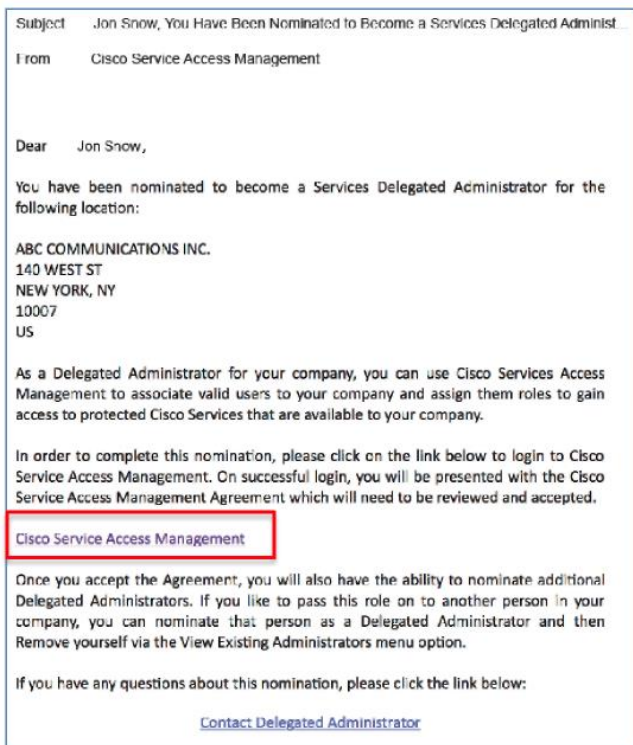 Subject Jon Snow, You Have Been Nominated to Become a Services Delegated Administ...
From Cisco Service Access Management
Dear Jon Snow,
You have been nominated to become a Services Delegated Administrator for the
following location:
ABC COMMUNICATIONS INC.
140 WEST ST
NEW YORK, NY
10007
US
As a Delegated Administrator for your company, you can use Cisco Services Access
Management to associate valid users to your company and assign them roles to gain
access to protected Cisco Services that are available to your company.
In order to complete this nomination, please click on the link below to login to Cisco
Service Access Management. On successful login, you will be presented with the Cisco
Service Access Management Agreement which will need to be reviewed and accepted.
Cisco Service Access Management
Once you accept the Agreement, you will also have the ability to nominate additional
Delegated Administrators. If you like to pass this role on to another person in your
company, you can nominate that person as a Delegated Administrator and then
Remove yourself via the View Existing Administrators menu option.
If you have any questions about this nomination, please click the link below:
Contact Delegated Administrator